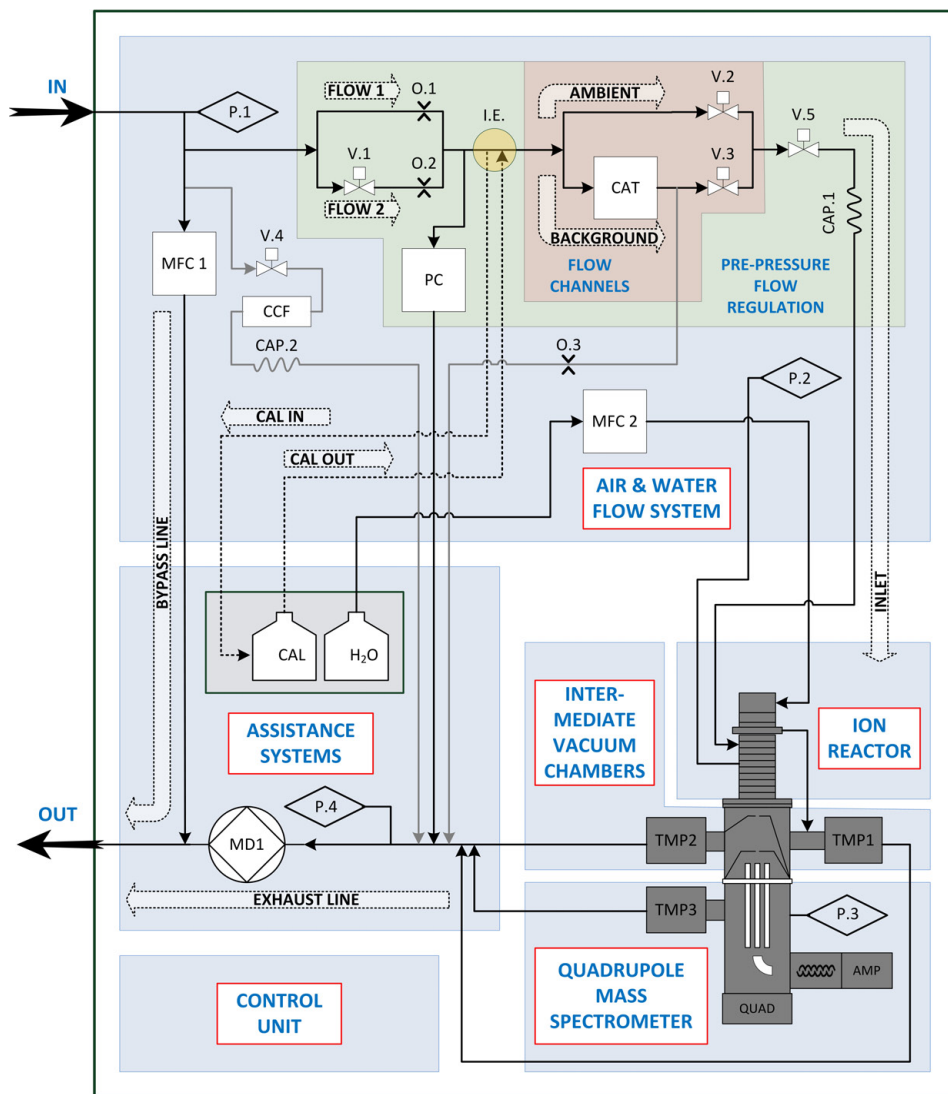 IN
P.1
FLOW 1
O.1
I.E.
AMBIENT
V.2
V.5
V.1
O.2
V.3
FLOW 2
CAT
CAP.1
BACKGROUND
MFC 1
V.4
PC
FLOW
CHANNELS
PRE-PRESSURE
FLOW
REGULATION
CCF
CAP.2
O.3
P.2
CAL IN
MFC 2
CAL OUT
AIR & WATER
FLOW SYSTEM
BYPASS LINE
INLET
CAL
H₂O
ASSISTANCE
SYSTEMS
INTER-
MEDIATE
VACUUM
CHAMBERS
ION
REACTOR
OUT
P.4
MD1
TMP2
TMP1
EXHAUST LINE
TMP3
P.3
QUADRUPOLE
MASS
SPECTROMETER
AMP
QUAD
CONTROL
UNIT